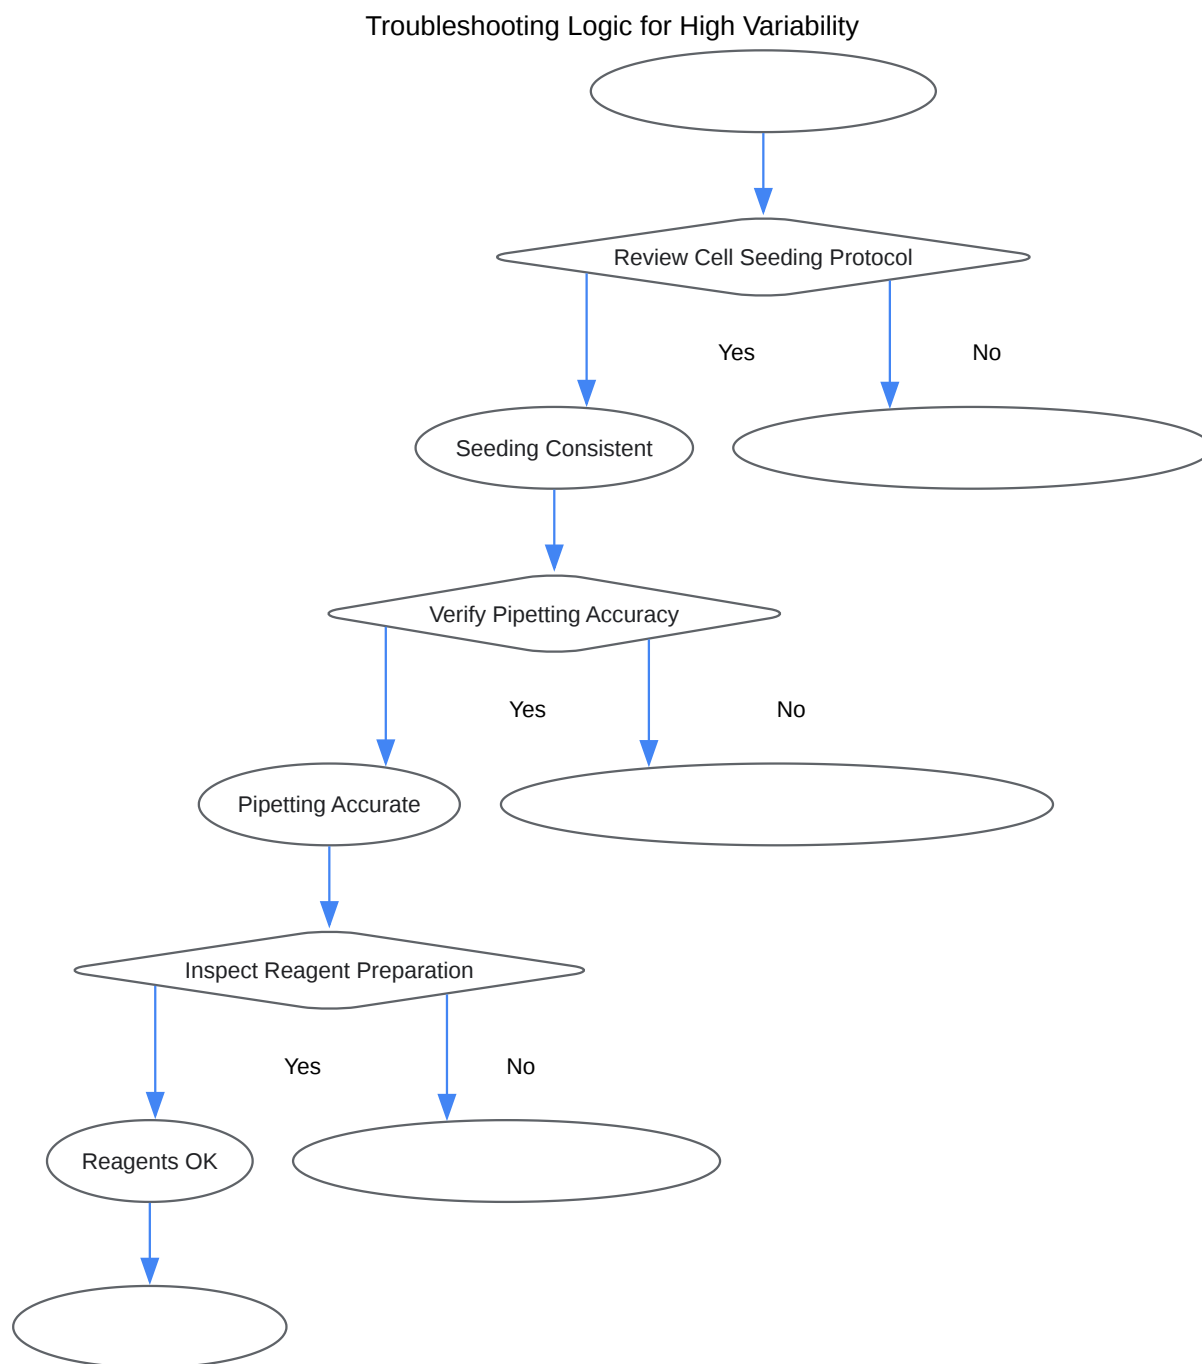 Troubleshooting Logic for High Variability
Review Cell Seeding Protocol
Yes
No
Seeding Consistent
Verify Pipetting Accuracy
Yes
No
Pipetting Accurate
Inspect Reagent Preparation
Yes
No
Reagents OK